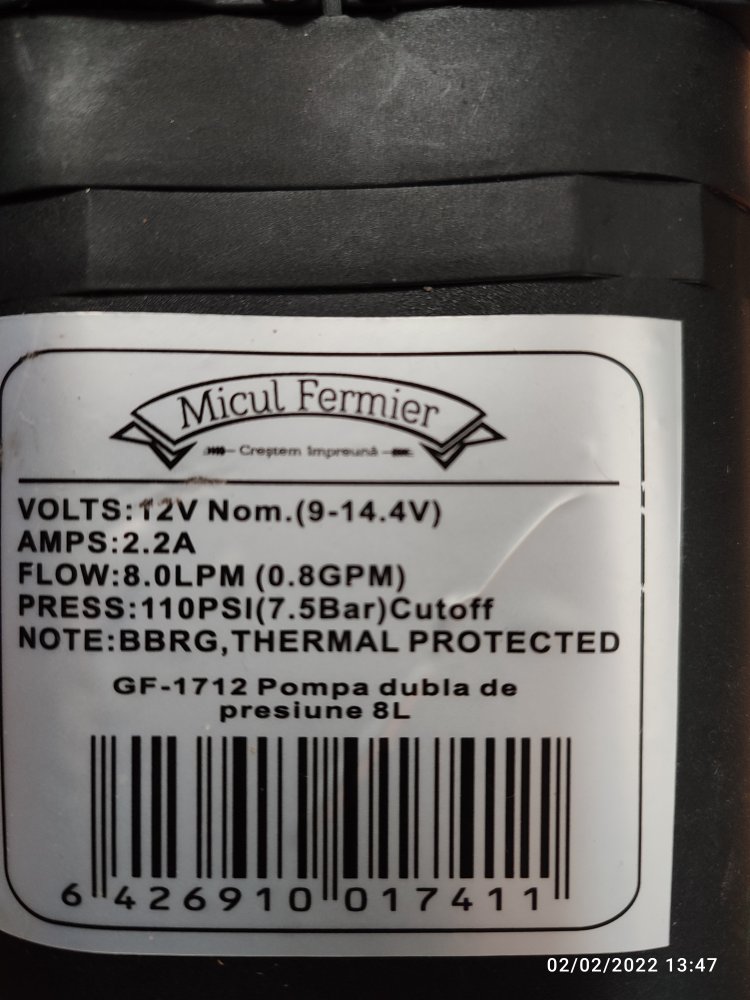 Micul Fermier
Creștem împreună
VOLTS:12V Nom.(9-14.4V)
AMPS:2.2A
FLOW:8.0LPM (0.8GPM)
PRESS:110PSI(7.5Bar)Cutoff
NOTE:BBRG,THERMAL PROTECTED
GF-1712 Pompa dubla de
presiune 8L
6 426910 017411
02/02/2022 13:47